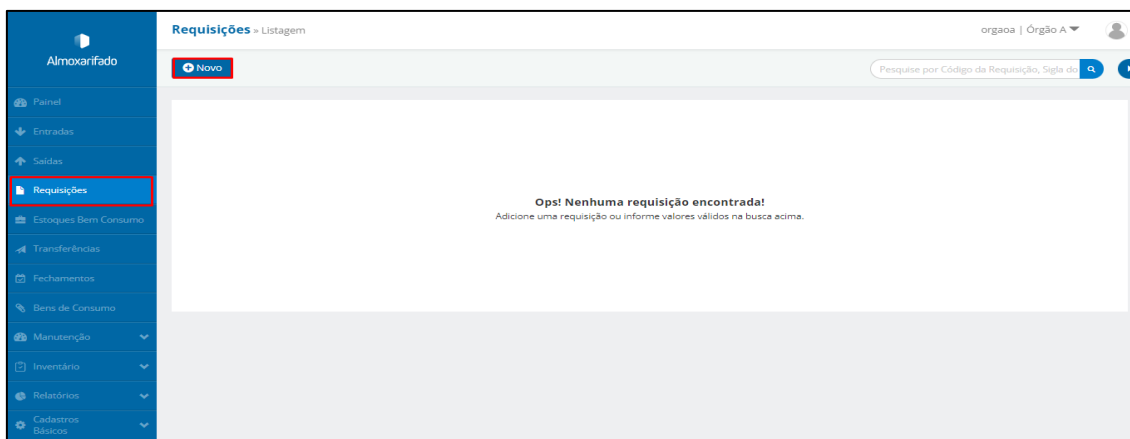 Almoxarifado
Painel
Entradas
Saídas
Requisições
Estoques Bem Consumo
Transferências
Fechamentos
Bens de Consumo
Manutenção
Inventário
Relatórios
Cadastros
Básicos
Requisições » Listagem
orgaoa | Órgão A
Novo
Pesquise por Código da Requisição, Sigla do
Ops! Nenhuma requisição encontrada!
Adicione uma requisição ou informe valores válidos na busca acima.